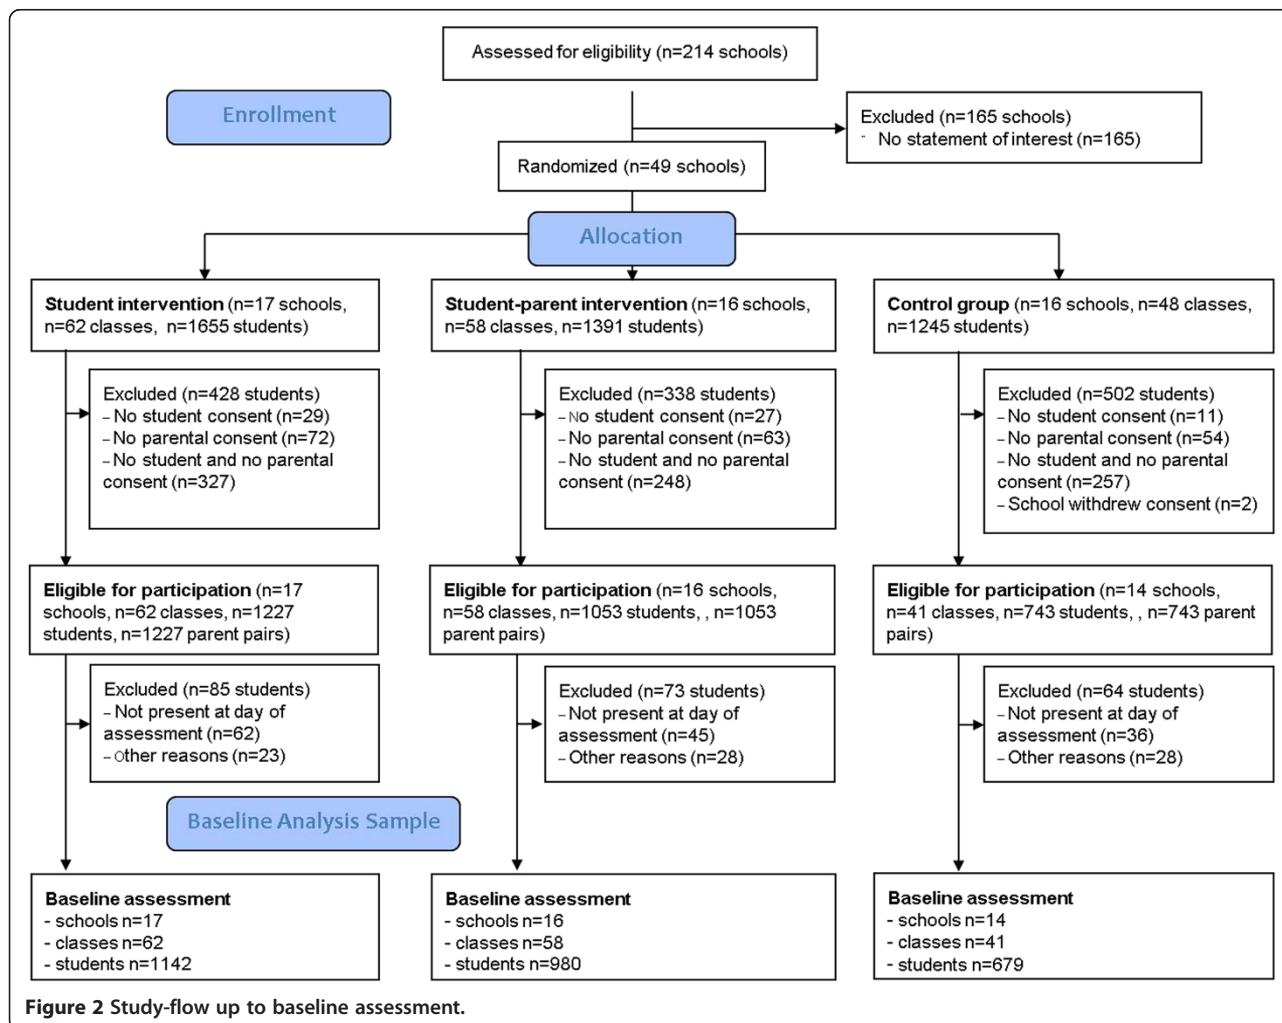 Assessed for eligibility (n=214 schools)
Enrollment
Excluded (n=165 schools)
- No statement of interest (n=165)
Randomized (n=49 schools)
Allocation
Student intervention (n=17 schools,
n=62 classes, n=1655 students)
Student-parent intervention (n=16 schools,
n=58 classes, n=1391 students)
Control group (n=16 schools, n=48 classes,
n=1245 students)
Excluded (n=428 students)
– No student consent (n=29)
– No parental consent (n=72)
– No student and no parental
consent (n=327)
Excluded (n=338 students)
– No student consent (n=27)
– No parental consent (n=63)
– No student and no parental
consent (n=248)
Excluded (n=502 students)
– No student consent (n=11)
– No parental consent (n=54)
– No student and no parental
consent (n=257)
– School withdrew consent (n=2)
Eligible for participation (n=17
schools, n=62 classes, n=1227
students, n=1227 parent pairs)
Eligible for participation (n=16 schools,
n=58 classes, n=1053 students, , n=1053
parent pairs)
Eligible for participation (n=14 schools,
n=41 classes, n=743 students, , n=743 parent
pairs)
Excluded (n=85 students)
– Not present at day of
assessment (n=62)
– Other reasons (n=23)
Excluded (n=73 students)
– Not present at day of
assessment (n=45)
– Other reasons (n=28)
Excluded (n=64 students)
– Not present at day of
assessment (n=36)
– Other reasons (n=28)
Baseline Analysis Sample
Baseline assessment
- schools n=17
- classes n=62
- students n=1142
Baseline assessment
- schools n=16
- classes n=58
- students n=980
Baseline assessment
- schools n=14
- classes n=41
- students n=679
Figure 2 Study-flow up to baseline assessment.